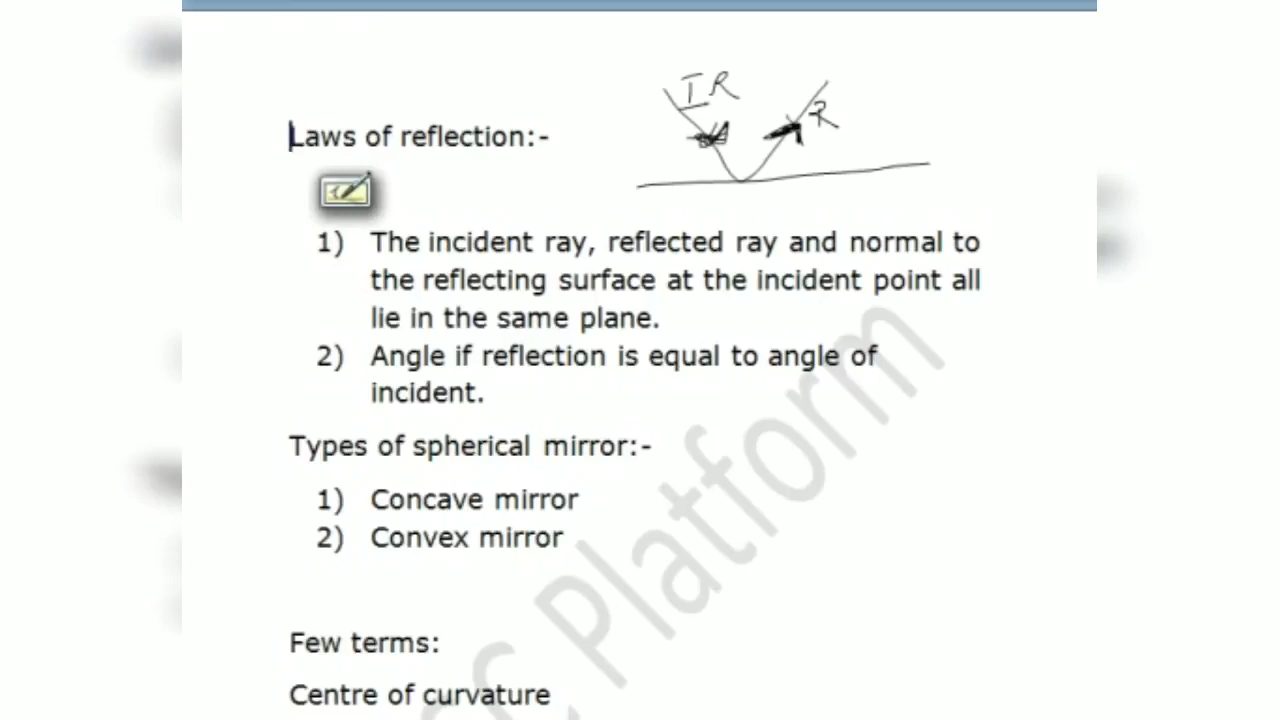 IR
R
Laws of reflection:-
1) The incident ray, reflected ray and normal to
the reflecting surface at the incident point all
lie in the same plane.
2) Angle if reflection is equal to angle of
incident.
Types of spherical mirror:-
1) Concave mirror
2) Convex mirror
Few terms:
Centre of curvature
Platform